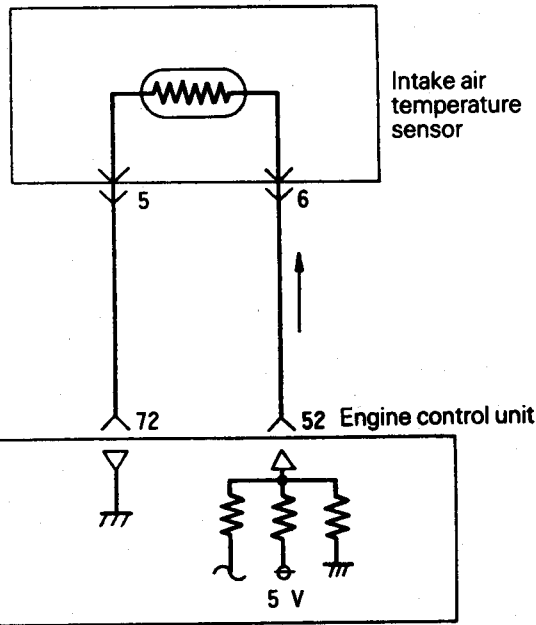 Intake air
temperature
sensor
5
6
72
52
Engine control unit
5 V